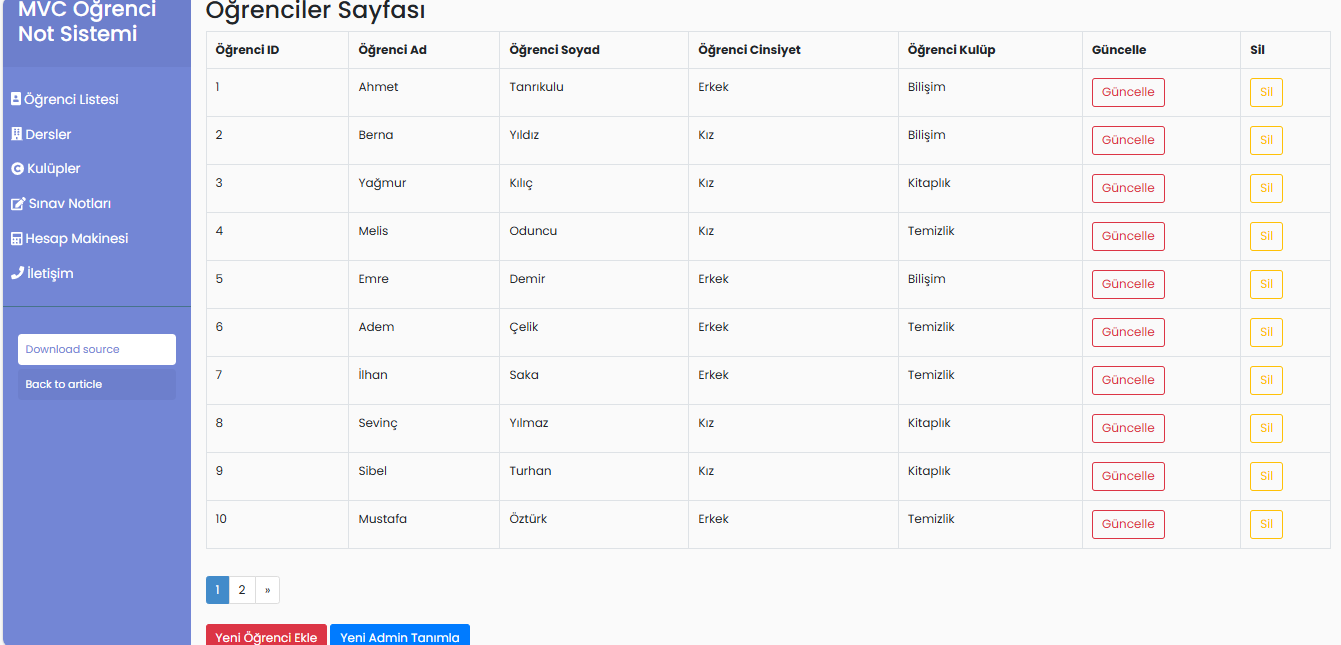 MVC Öğrenci
Not Sistemi
Öğrenci Listesi
Dersler
Kulüpler
Sınav Notları
Hesap Makinesi
İletişim
Download source
Back to article
Öğrenciler Sayfası
Öğrenci ID Öğrenci Ad Öğrenci Soyad Öğrenci Cinsiyet Öğrenci Kulüp Güncelle Sil
1 Ahmet Tanrıkulu Erkek Bilişim Güncelle Sil
2 Berna Yıldız Kız Bilişim Güncelle Sil
3 Yağmur Kılıç Kız Kitaplık Güncelle Sil
4 Melis Oduncu Kız Temizlik Güncelle Sil
5 Emre Demir Erkek Bilişim Güncelle Sil
6 Adem Çelik Erkek Temizlik Güncelle Sil
7 İlhan Saka Erkek Temizlik Güncelle Sil
8 Sevinç Yılmaz Kız Kitaplık Güncelle Sil
9 Sibel Turhan Kız Kitaplık Güncelle Sil
10 Mustafa Öztürk Erkek Temizlik Güncelle Sil
1 2 »
Yeni Öğrenci Ekle Yeni Admin Tanımla